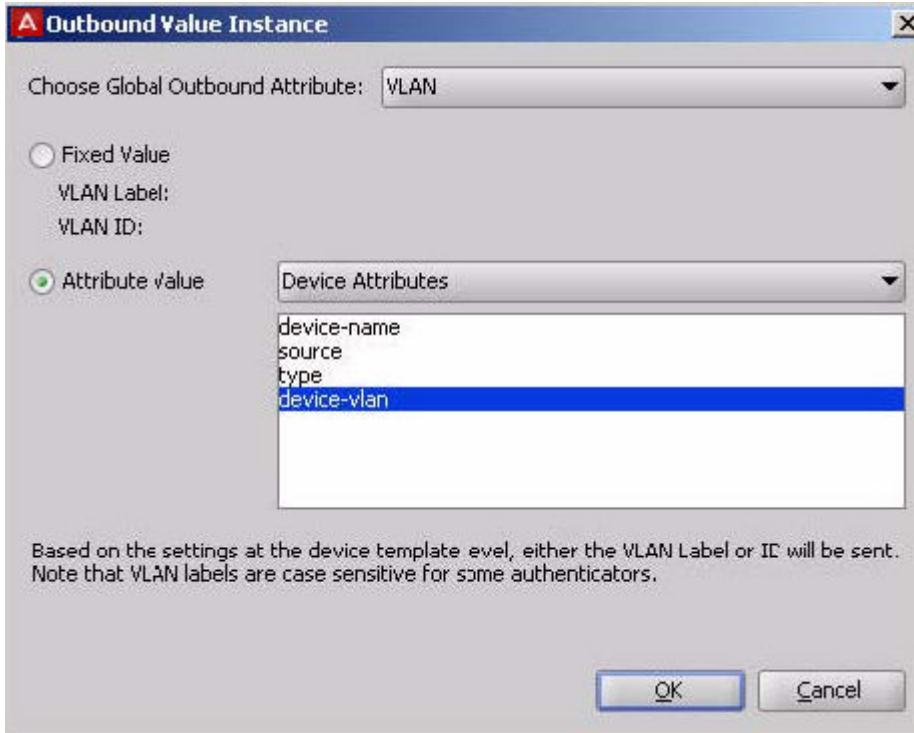 Outbound Value Instance
Choose Global Outbound Attribute: VLAN
Fixed Value
VLAN Label:
VLAN ID:
Attribute Value Device Attributes
device-name
source
type
device-vlan
Based on the settings at the device template level, either the VLAN Label or ID will be sent.
Note that VLAN labels are case sensitive for some authenticators.
OK Cancel